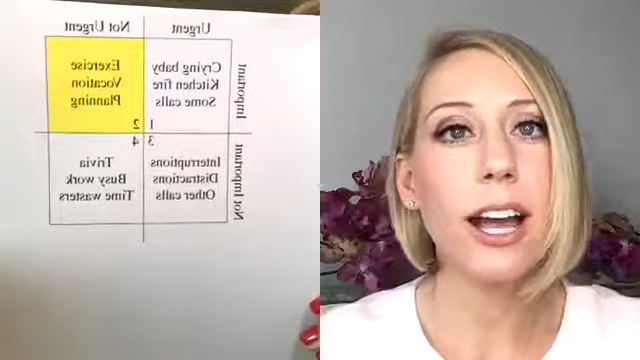 Urgent
Not Urgent
Important
Crying baby
Kitchen fire
Some calls
1
Exercise
Vocation
Planning
2
Not Important
3
Interruptions
Distractions
Other calls
4
Trivia
Busy work
Time wasters